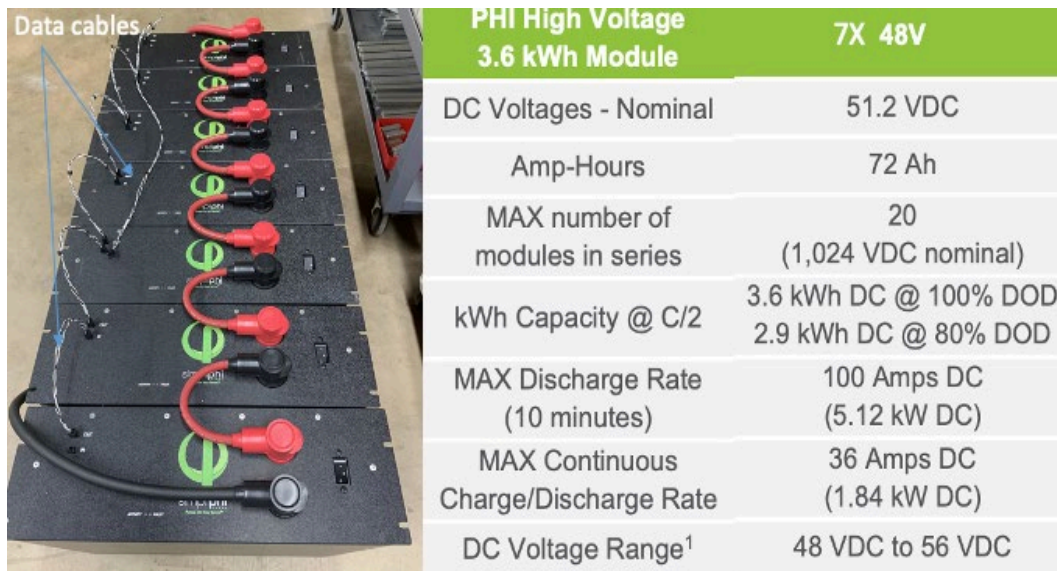 Data cables
PHI High Voltage
3.6 kWh Module
7X 48V
DC Voltages - Nominal
51.2 VDC
Amp-Hours
72 Ah
MAX number of
modules in series
20
(1,024 VDC nominal)
kWh Capacity @ C/2
3.6 kWh DC @ 100% DOD
2.9 kWh DC @ 80% DOD
MAX Discharge Rate
(10 minutes)
100 Amps DC
(5.12 kW DC)
MAX Continuous
Charge/Discharge Rate
36 Amps DC
(1.84 kW DC)
DC Voltage Range¹
48 VDC to 56 VDC